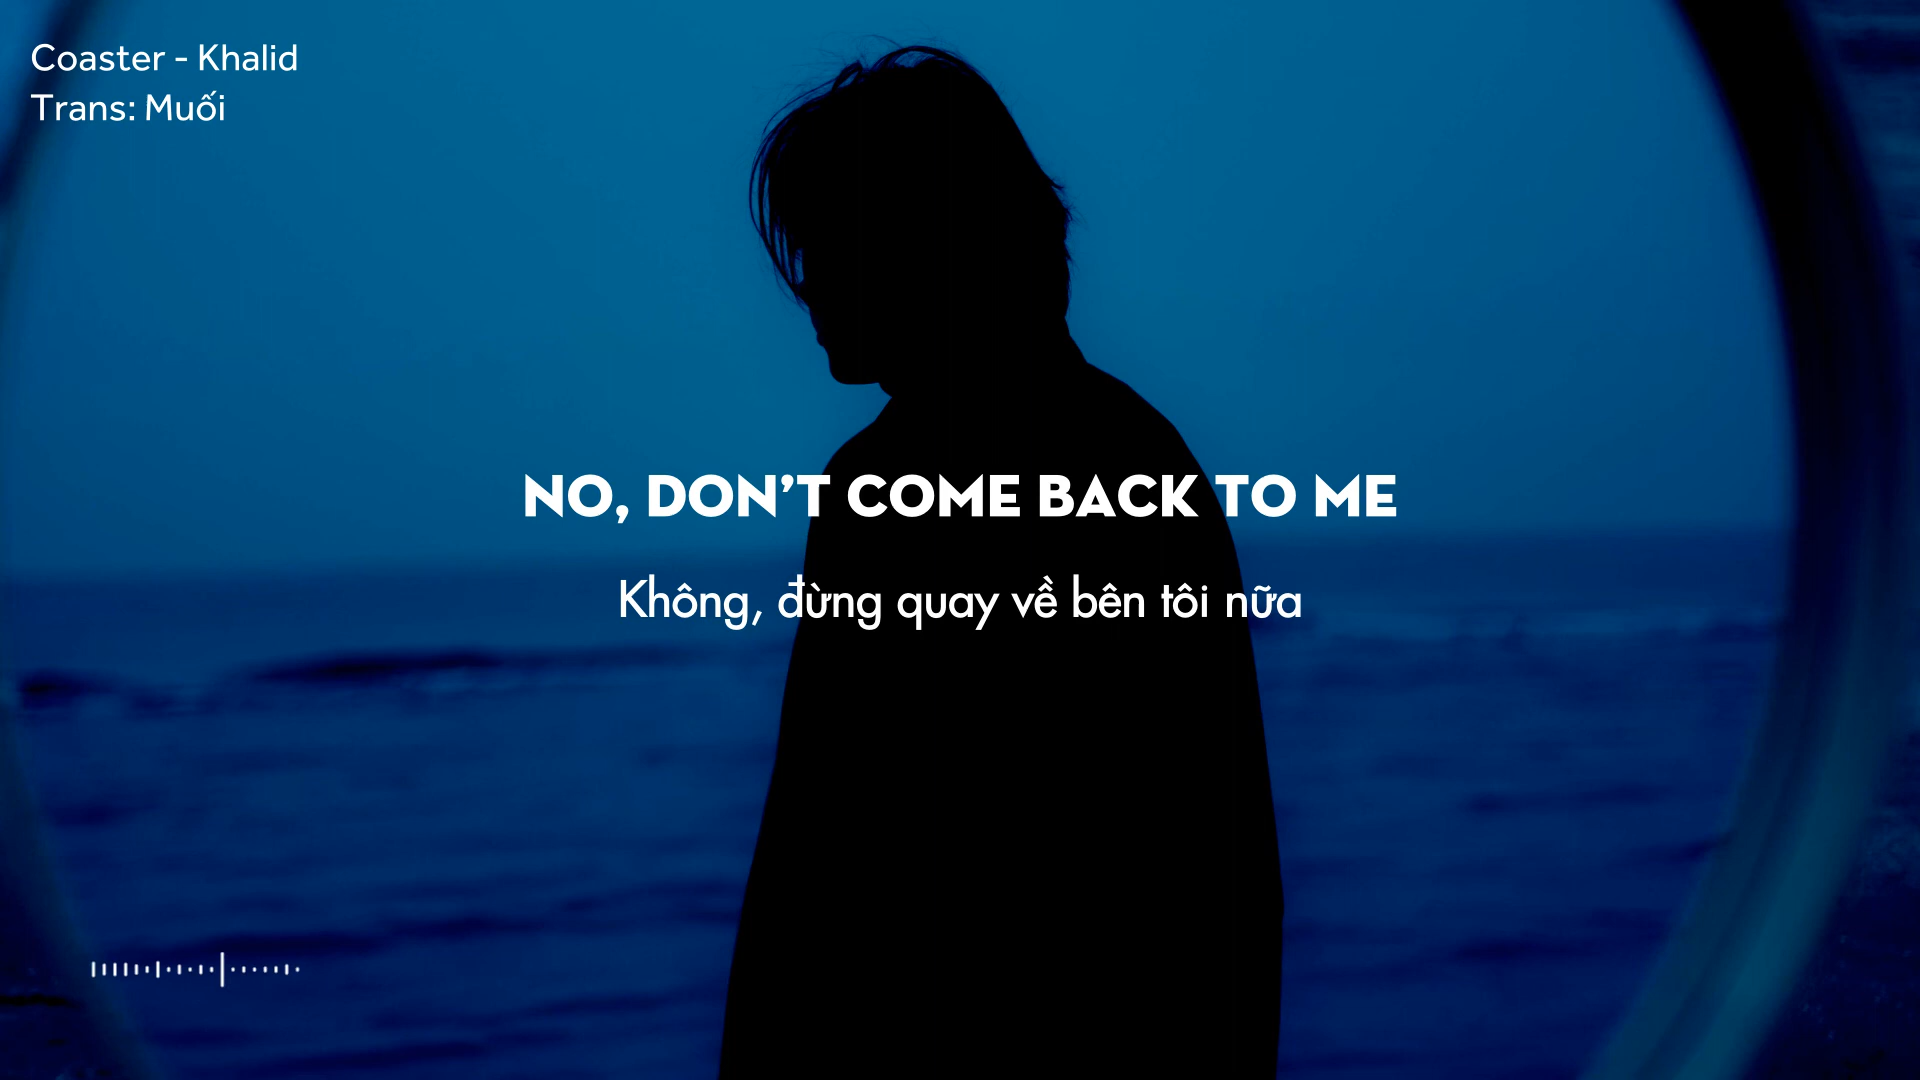 Coaster - Khalid
Trans: Muối
NO, DON’T COME BACK TO ME
Không, đừng quay về bên tôi nữa